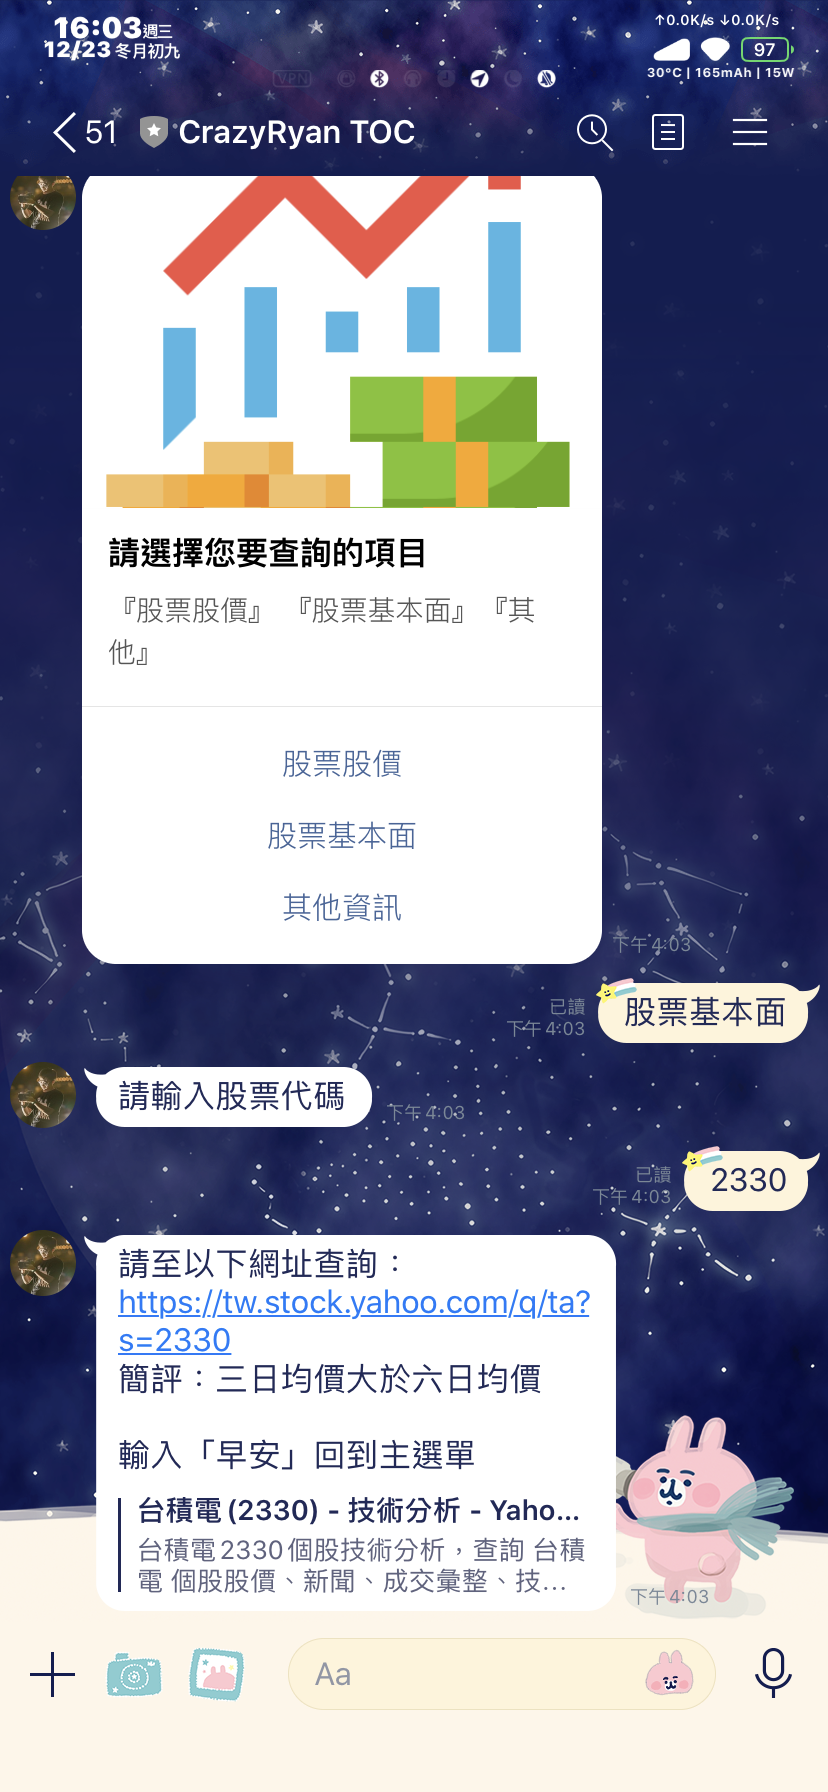 16:03週三
12/23 冬月初九
↑0.0K/s ↓0.0K/s
97
30°C | 165mAh | 15W
VPN
51 CrazyRyan TOC
請選擇您要查詢的項目
『股票股價』 『股票基本面』『其
他』
股票股價
股票基本面
其他資訊
下午4:03
已讀
下午4:03
股票基本面
請輸入股票代碼
下午4:03
已讀
下午4:03
2330
請至以下網址查詢：
https://tw.stock.yahoo.com/q/ta?
s=2330
簡評：三日均價大於六日均價
輸入「早安」回到主選單
台積電(2330) - 技術分析 - Yaho...
台積電2330個股技術分析，查詢 台積
電 個股股價、新聞、成交彙整、技...
下午4:03
Aa